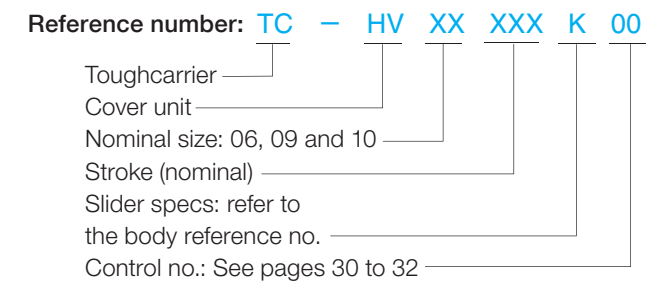 Reference number: TC – HV XX XXX K 00
Toughcarrier
Cover unit
Nominal size: 06, 09 and 10
Stroke (nominal)
Slider specs: refer to
the body reference no.
Control no.: See pages 30 to 32